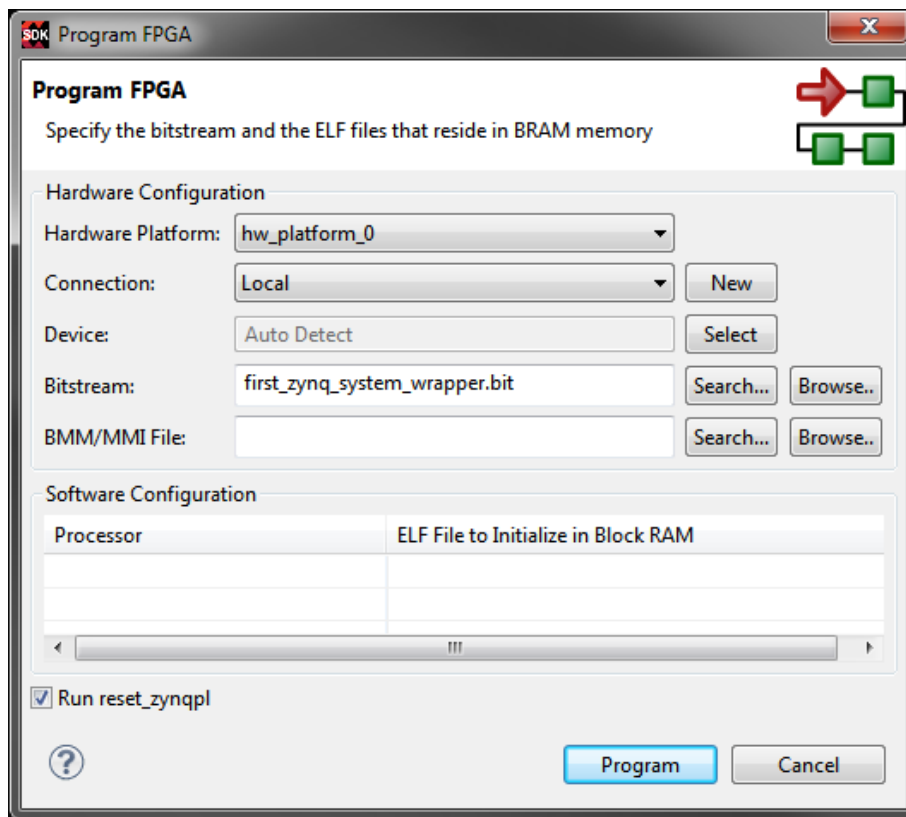 SDK Program FPGA
Program FPGA
Specify the bitstream and the ELF files that reside in BRAM memory
Hardware Configuration
Hardware Platform: hw_platform_0
Connection: Local New
Device: Auto Detect Select
Bitstream: first_zynq_system_wrapper.bit Search... Browse..
BMM/MMI File: Search... Browse..
Software Configuration
Processor ELF File to Initialize in Block RAM
Run reset_zynqpl
? Program Cancel